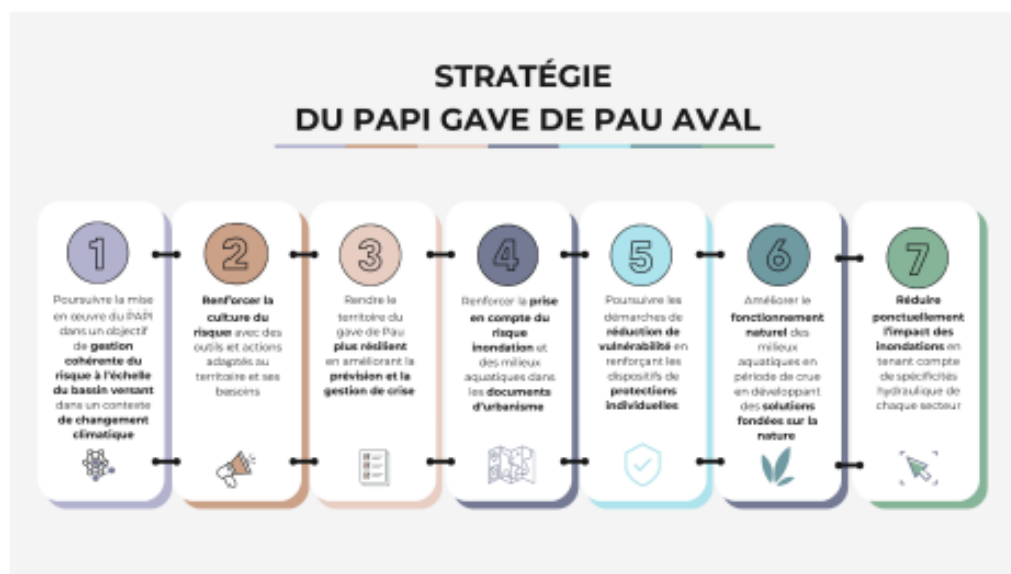 STRATÉGIE
DU PAPI GAVE DE PAU AVAL
1
Poursuivre la mise
en œuvre du PAPI
dans un objectif
de gestion
cohérente du
risque à l'échelle
du bassin versant
dans un contexte
de changement
climatique
2
Renforcer la
culture du
risque avec des
outils et actions
adaptés au
territoire et ses
besoins
3
Rendre le
territoire du
gave de Pau
plus résilient
en améliorant la
prévision et la
gestion de crise
4
Renforcer la prise
en compte du
risque
inondation et
des milieux
aquatiques dans
les documents
d'urbanisme
5
Poursuivre les
démarches de
réduction de
vulnérabilité en
renforçant les
dispositifs de
protections
individuelles
6
Améliorer le
fonctionnement
naturel des
milieux
aquatiques en
période de crue
en développant
des solutions
fondées sur la
nature
7
Réduire
ponctuellement
l'impact des
inondations en
tenant compte
de spécificités
hydraulique de
chaque secteur